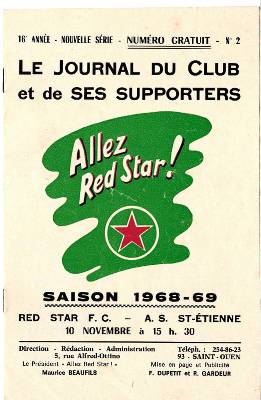 16e ANNÉE - NOUVELLE SÉRIE - NUMÉRO GRATUIT - N° 2
LE JOURNAL DU CLUB
et de SES SUPPORTERS
Allez
Red Star!
SAISON 1968-69
RED STAR F. C. – A. S. ST-ÉTIENNE
10 NOVEMBRE à 15 h. 30
Direction - Rédaction - Administration
5, rue Alfred-Ottino
Le Président « Allez Red Star ! »
Maurice BEAUFILS
Téléph. : 254-86-23
93 - SAINT-OUEN
Mise en page et Publicité
F. DUPETIT et R. GARDEUR